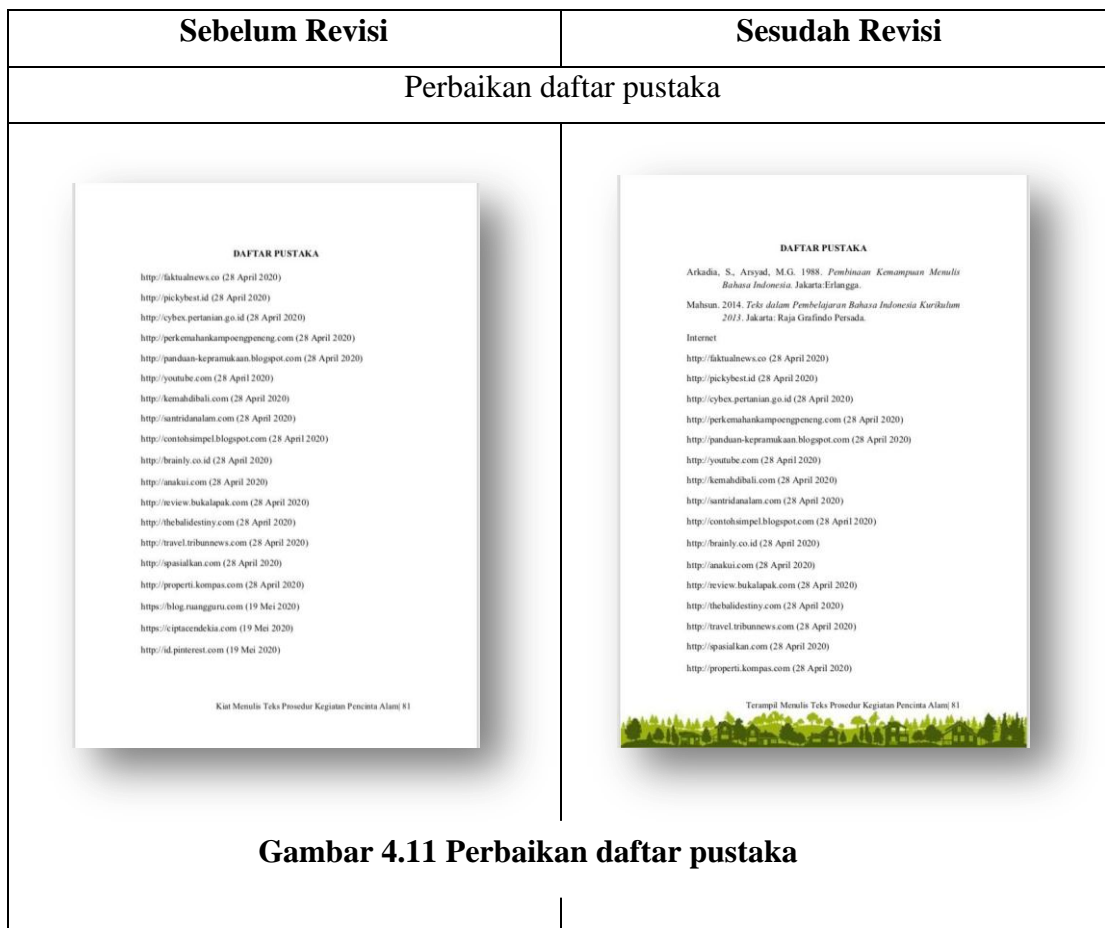 Sebelum Revisi
Sesudah Revisi
Perbaikan daftar pustaka
DAFTAR PUSTAKA
http://faktualnews.co (28 April 2020)
http://pickybest.id (28 April 2020)
http://cybex.pertanian.go.id (28 April 2020)
http://perkemahankampoengpeneng.com (28 April 2020)
http://panduan-kepramukaan.blogspot.com (28 April 2020)
http://youtube.com (28 April 2020)
http://kemahdibali.com (28 April 2020)
http://santridanalam.com (28 April 2020)
http://contohsimpel.blogspot.com (28 April 2020)
http://brainly.co.id (28 April 2020)
http://anakui.com (28 April 2020)
http://review.bukalapak.com (28 April 2020)
http://thebalidestiny.com (28 April 2020)
http://travel.tribunnews.com (28 April 2020)
http://spasialkan.com (28 April 2020)
http://properti.kompas.com (28 April 2020)
https://blog.ruangguru.com (19 Mei 2020)
https://ciptacendekia.com (19 Mei 2020)
http://id.pinterest.com (19 Mei 2020)
Kiat Menulis Teks Prosedur Kegiatan Pencinta Alam| 81
DAFTAR PUSTAKA
Arkadia, S., Arsyad, M.G. 1988. Pembinaan Kemampuan Menulis
Bahasa Indonesia. Jakarta:Erlangga.
Mahsun. 2014. Teks dalam Pembelajaran Bahasa Indonesia Kurikulum
2013. Jakarta: Raja Grafindo Persada.
Internet
http://faktualnews.co (28 April 2020)
http://pickybest.id (28 April 2020)
http://cybex.pertanian.go.id (28 April 2020)
http://perkemahankampoengpeneng.com (28 April 2020)
http://panduan-kepramukaan.blogspot.com (28 April 2020)
http://youtube.com (28 April 2020)
http://kemahdibali.com (28 April 2020)
http://santridanalam.com (28 April 2020)
http://contohsimpel.blogspot.com (28 April 2020)
http://brainly.co.id (28 April 2020)
http://anakui.com (28 April 2020)
http://review.bukalapak.com (28 April 2020)
http://thebalidestiny.com (28 April 2020)
http://travel.tribunnews.com (28 April 2020)
http://spasialkan.com (28 April 2020)
http://properti.kompas.com (28 April 2020)
Terampil Menulis Teks Prosedur Kegiatan Pencinta Alam| 81
Gambar 4.11 Perbaikan daftar pustaka